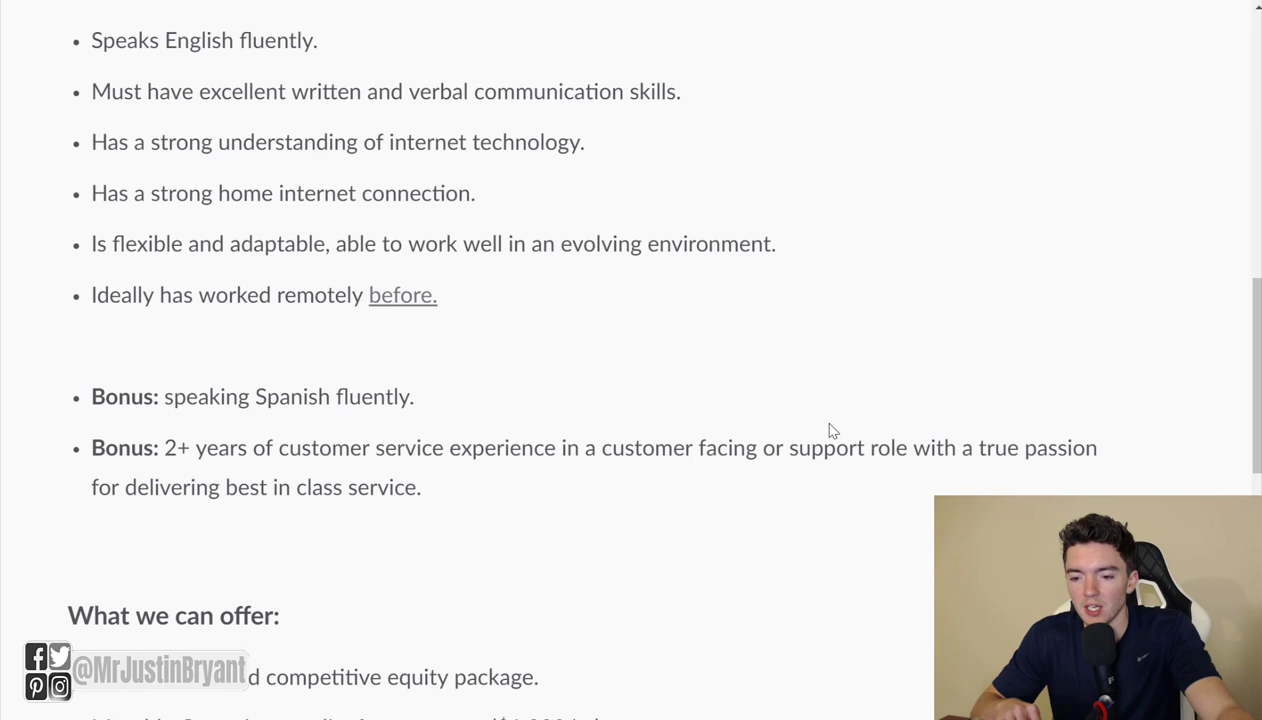 Speaks English fluently.
Must have excellent written and verbal communication skills.
Has a strong understanding of internet technology.
Has a strong home internet connection.
Is flexible and adaptable, able to work well in an evolving environment.
Ideally has worked remotely before.
Bonus: speaking Spanish fluently.
Bonus: 2+ years of customer service experience in a customer facing or support role with a true passion
for delivering best in class service.
What we can offer:
@MrJustinBryant
d competitive equity package.